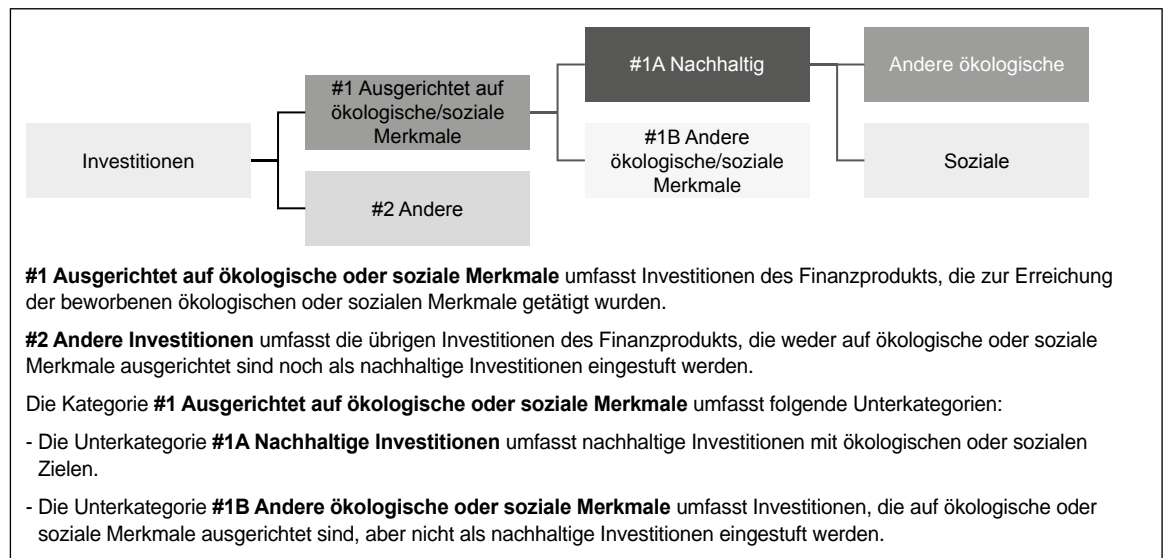 Investitionen
#1 Ausgerichtet auf
ökologische/soziale
Merkmale
#2 Andere
#1A Nachhaltig
#1B Andere
ökologische/soziale
Merkmale
Andere ökologische
Soziale
#1 Ausgerichtet auf ökologische oder soziale Merkmale umfasst Investitionen des Finanzprodukts, die zur Erreichung
der beworbenen ökologischen oder sozialen Merkmale getätigt wurden.
#2 Andere Investitionen umfasst die übrigen Investitionen des Finanzprodukts, die weder auf ökologische oder soziale
Merkmale ausgerichtet sind noch als nachhaltige Investitionen eingestuft werden.
Die Kategorie #1 Ausgerichtet auf ökologische oder soziale Merkmale umfasst folgende Unterkategorien:
- Die Unterkategorie #1A Nachhaltige Investitionen umfasst nachhaltige Investitionen mit ökologischen oder sozialen
Zielen.
- Die Unterkategorie #1B Andere ökologische oder soziale Merkmale umfasst Investitionen, die auf ökologische oder
soziale Merkmale ausgerichtet sind, aber nicht als nachhaltige Investitionen eingestuft werden.